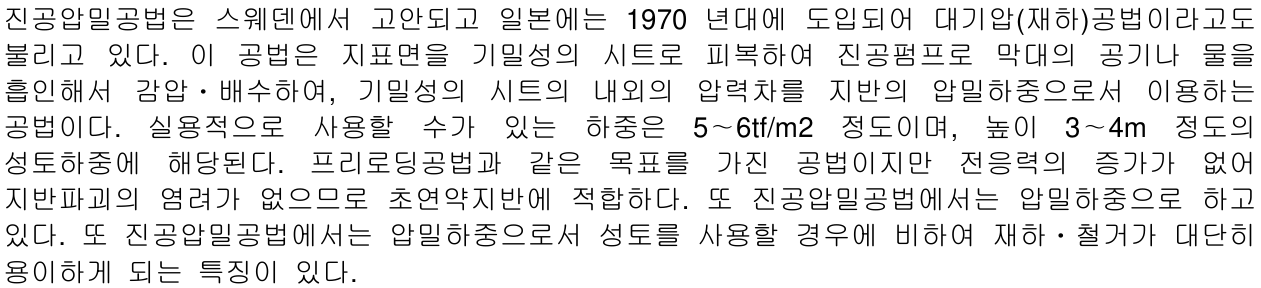 진공압밀공법은 스웨덴에서 고안되고 일본에는 1970 년대에 도입되어 대기압(재하)공법이라고도
불리고 있다. 이 공법은 지표면을 기밀성의 시트로 피복하여 진공펌프로 막대의 공기나 물을
흡인해서 감압·배수하여, 기밀성의 시트의 내외의 압력차를 지반의 압밀하중으로서 이용하는
공법이다. 실용적으로 사용할 수가 있는 하중은 5~6tf/m2 정도이며, 높이 3~4m 정도의
성토하중에 해당된다. 프리로딩공법과 같은 목표를 가진 공법이지만 전응력의 증가가 없어
지반파괴의 염려가 없으므로 초연약지반에 적합하다. 또 진공압밀공법에서는 압밀하중으로 하고
있다. 또 진공압밀공법에서는 압밀하중으로서 성토를 사용할 경우에 비하여 재하·철거가 대단히
용이하게 되는 특징이 있다.